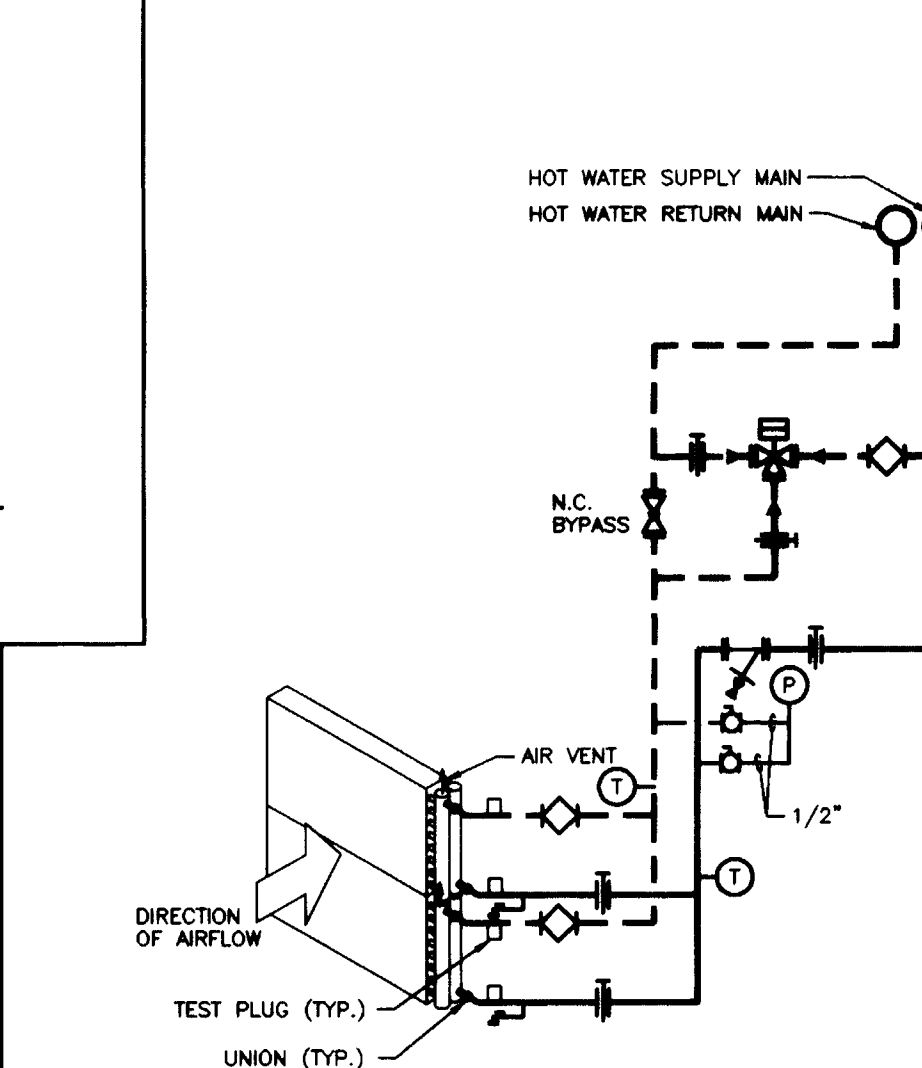 HOT WATER SUPPLY MAIN
HOT WATER RETURN MAIN
N.C.
BYPASS
P
AIR VENT
T
1/2"
T
DIRECTION
OF AIRFLOW
TEST PLUG (TYP.)
UNION (TYP.)